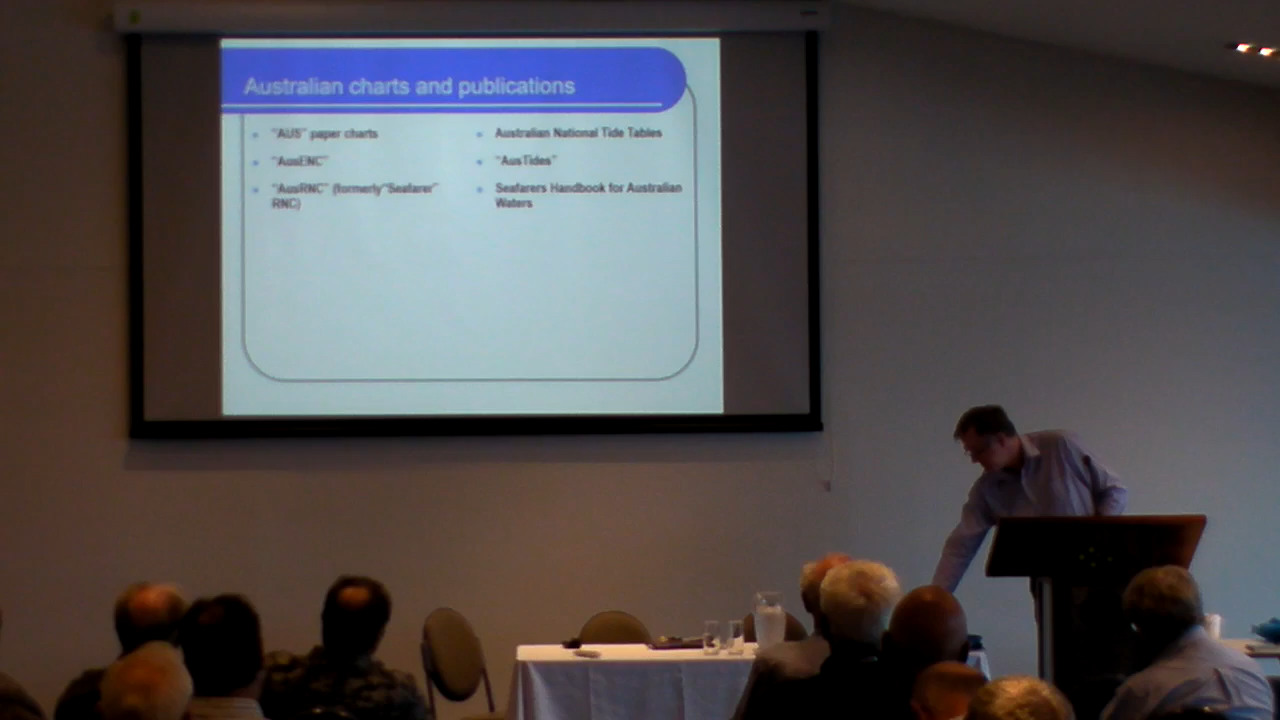 Australian charts and publications
"AUS" paper charts
"AusENC"
"AusRNC" (formerly"Seafarer"
RNC)
Australian National Tide Tables
"AusTides"
Seafarers Handbook for Australian
Waters